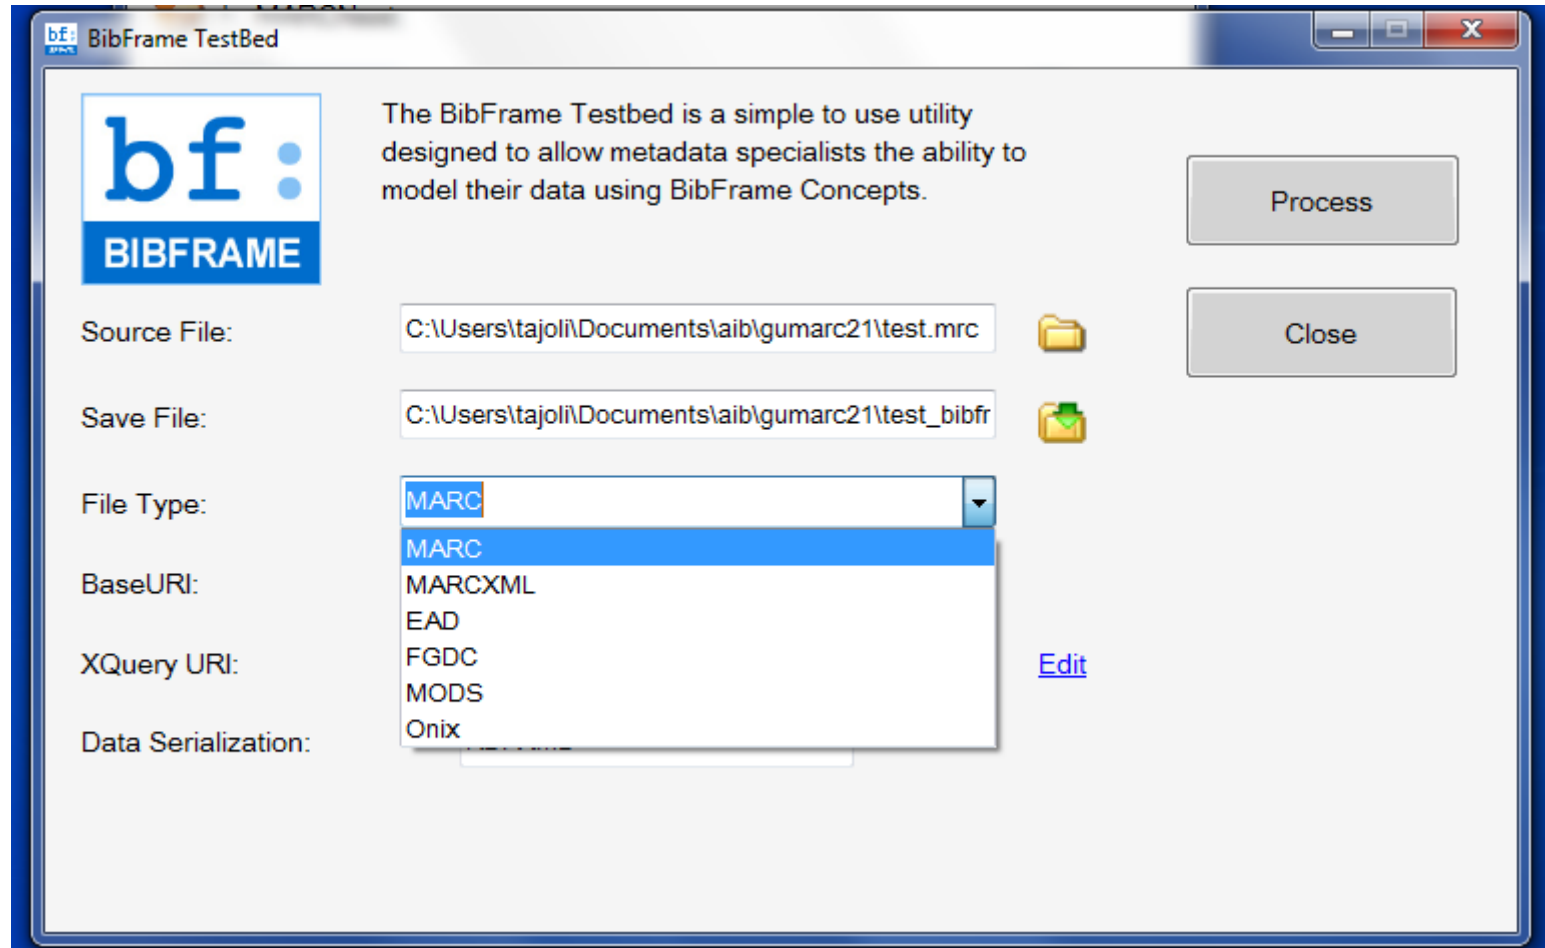 BibFrame TestBed
bf:
BIBFRAME
The BibFrame Testbed is a simple to use utility
designed to allow metadata specialists the ability to
model their data using BibFrame Concepts.
Process
Close
Source File:
C:\Users\tajoli\Documents\aib\gumarc21\test.mrc
Save File:
C:\Users\tajoli\Documents\aib\gumarc21\test_bibfr
File Type:
MARC
MARC
MARCXML
EAD
FGDC
MODS
Onix
BaseURI:
XQuery URI:
Edit
Data Serialization: